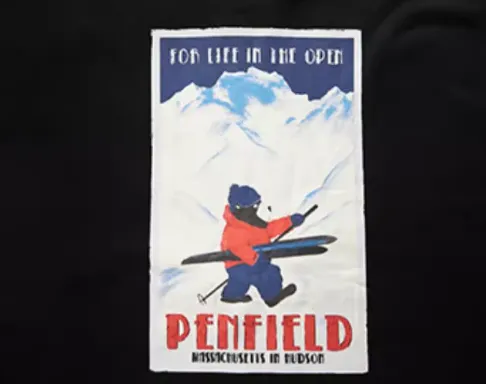 FOR LIFE IN THE OPEN
PENFIELD
MASSACHUSETTS IN HUDSON